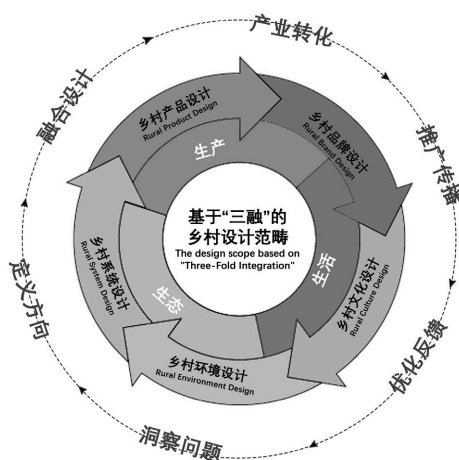 产业转化
推广传播
优化反馈
洞察问题
定义方向
融合设计
乡村产品设计
Rural Product Design
乡村品牌设计
Rural Brand Design
乡村文化设计
Rural Culture Design
乡村环境设计
Rural Environment Design
乡村系统设计
Rural System Design
生产
生活
生态
基于“三融”的
乡村设计范畴
The design scope based on
"Three-Fold Integration"